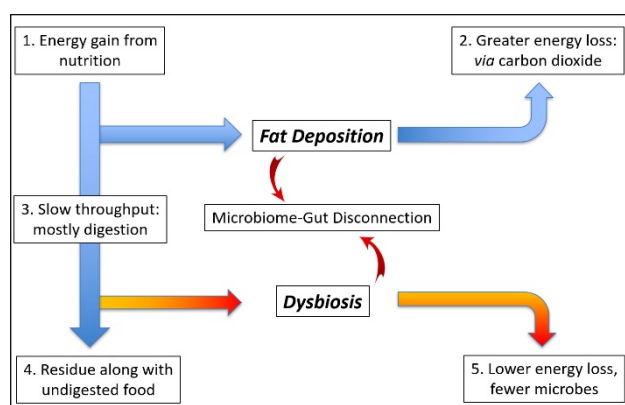 1. Energy gain from
nutrition
2. Greater energy loss:
via carbon dioxide
Fat Deposition
3. Slow throughput:
mostly digestion
Microbiome-Gut Disconnection
Dysbiosis
4. Residue along with
undigested food
5. Lower energy loss,
fewer microbes